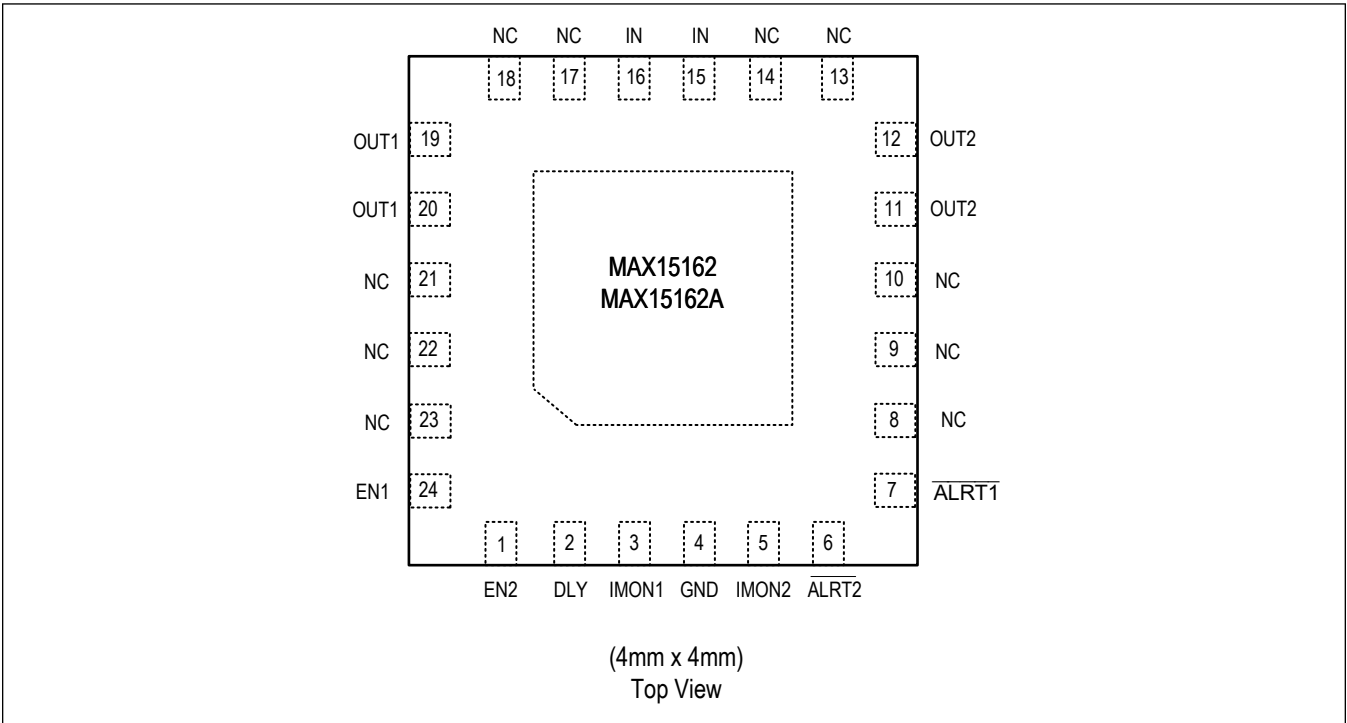 NC NC IN IN NC NC
18 17 16 15 14 13
OUT1 19 12 OUT2
OUT1 20 11 OUT2
MAX15162
NC 21 10 NC
MAX15162A
NC 22 9 NC
NC 23 8 NC
EN1 24 7 A̅L̅R̅T̅1̅
1 2 3 4 5 6
EN2 DLY IMON1 GND IMON2 A̅L̅R̅T̅2̅
(4mm x 4mm)
Top View